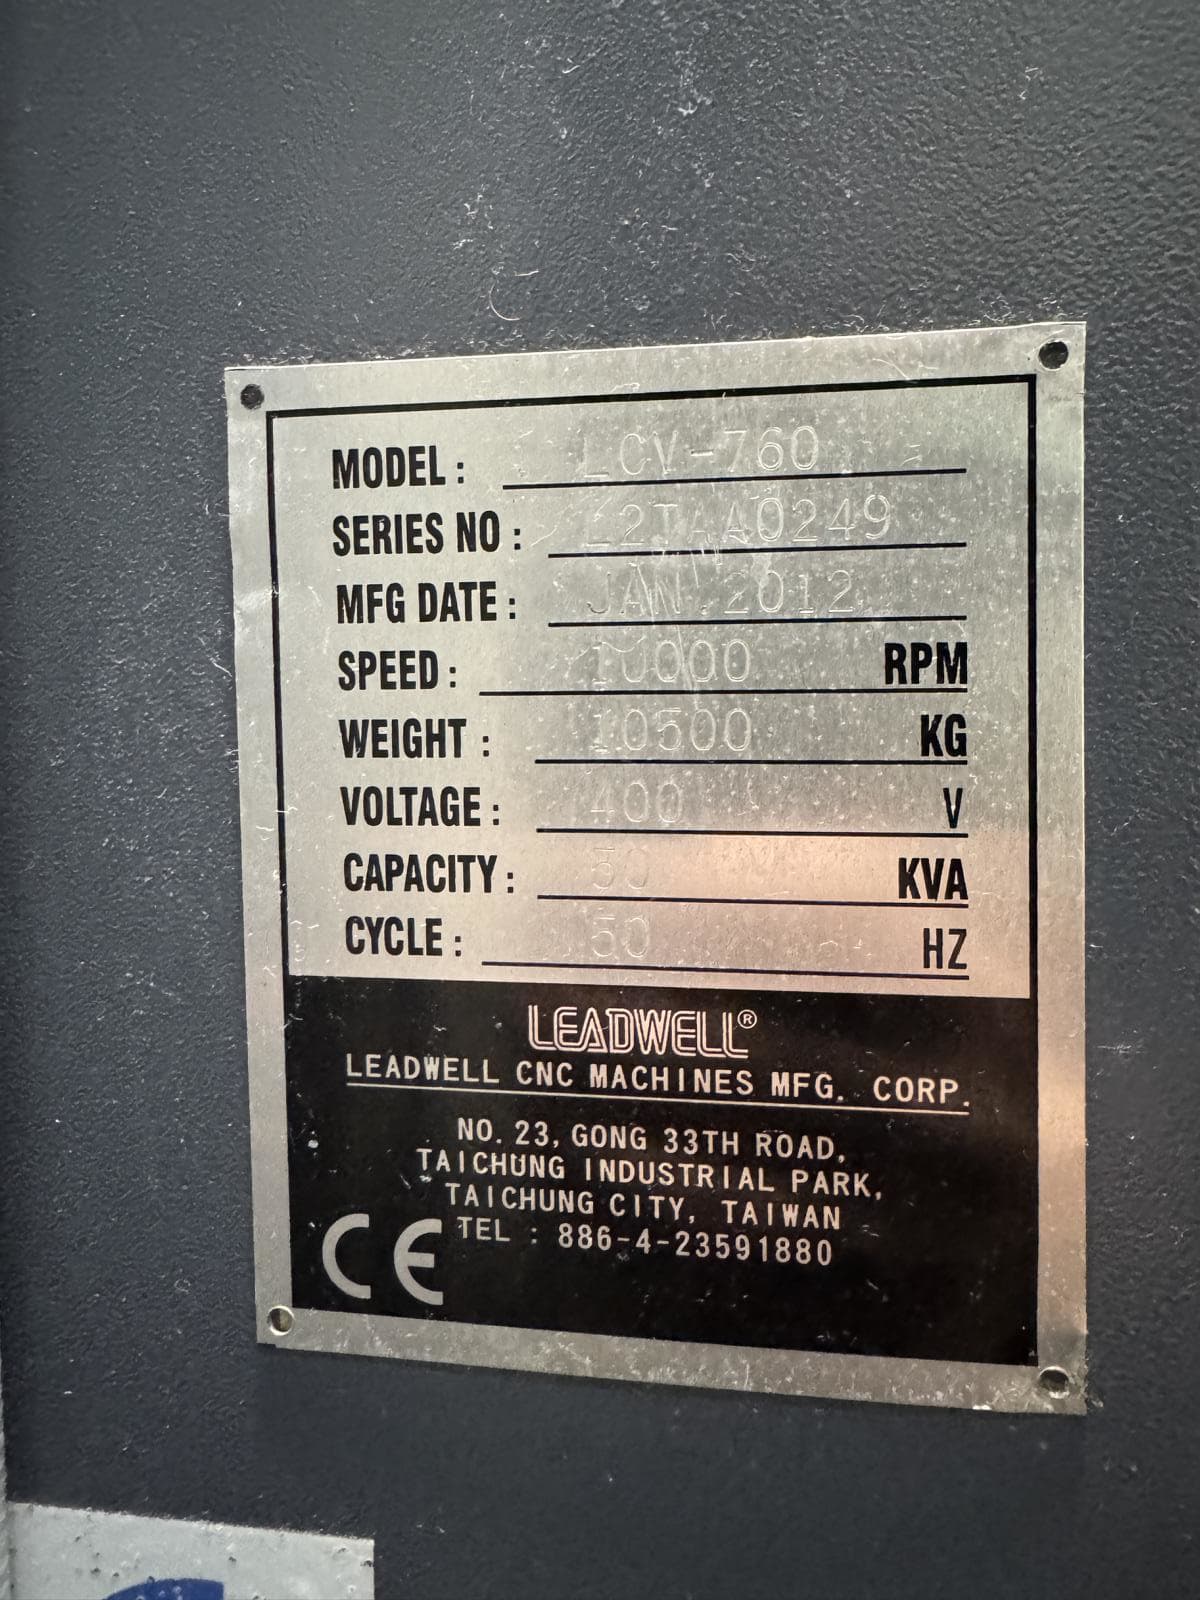 MODEL : LCV-760
SERIES NO : L2TAA0249
MFG DATE : JAN.2012
SPEED : 10000 RPM
WEIGHT : 10500 KG
VOLTAGE : 400 V
CAPACITY : KVA
CYCLE : 50 HZ
LEADWELL®
LEADWELL CNC MACHINES MFG. CORP.
NO. 23, GONG 33TH ROAD,
TAICHUNG INDUSTRIAL PARK,
TAICHUNG CITY, TAIWAN
TEL : 886-4-23591880
CE